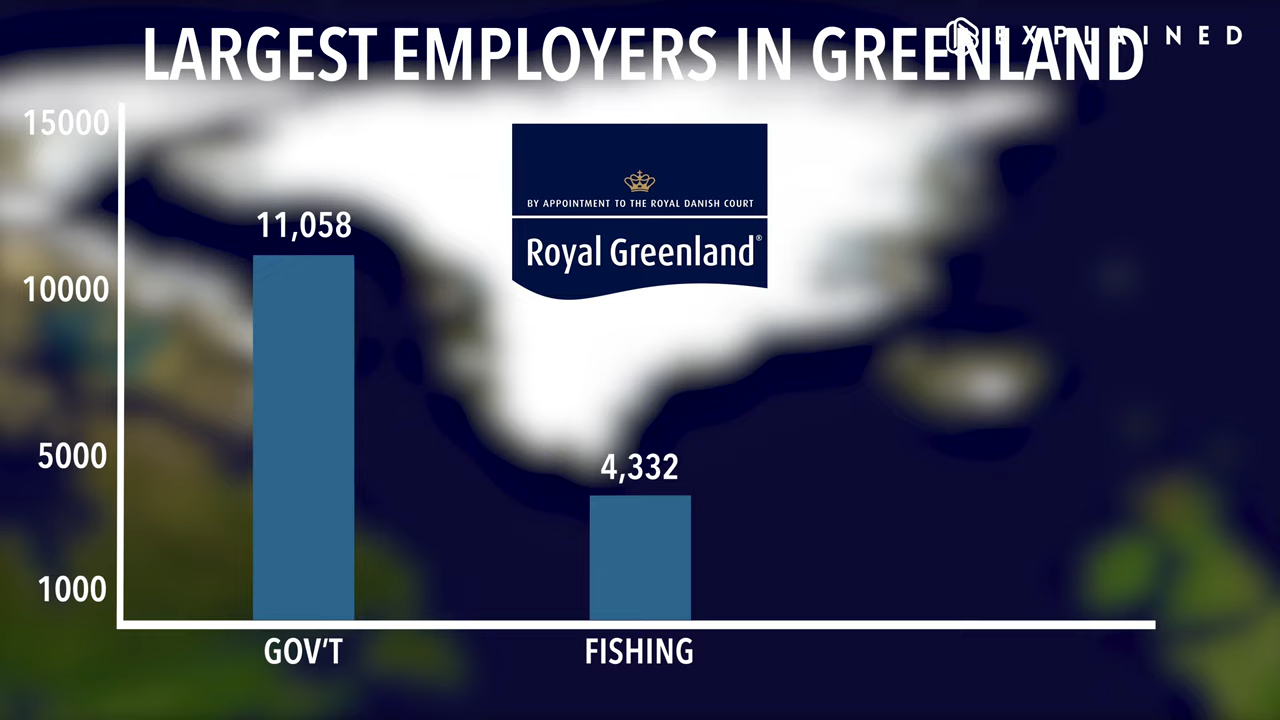 LARGEST EMPLOYERS IN GREENLAND
EXPLAINED
15000
10000
5000
1000
11,058
4,332
BY APPOINTMENT TO THE ROYAL DANISH COURT
Royal Greenland®
GOV'T
FISHING